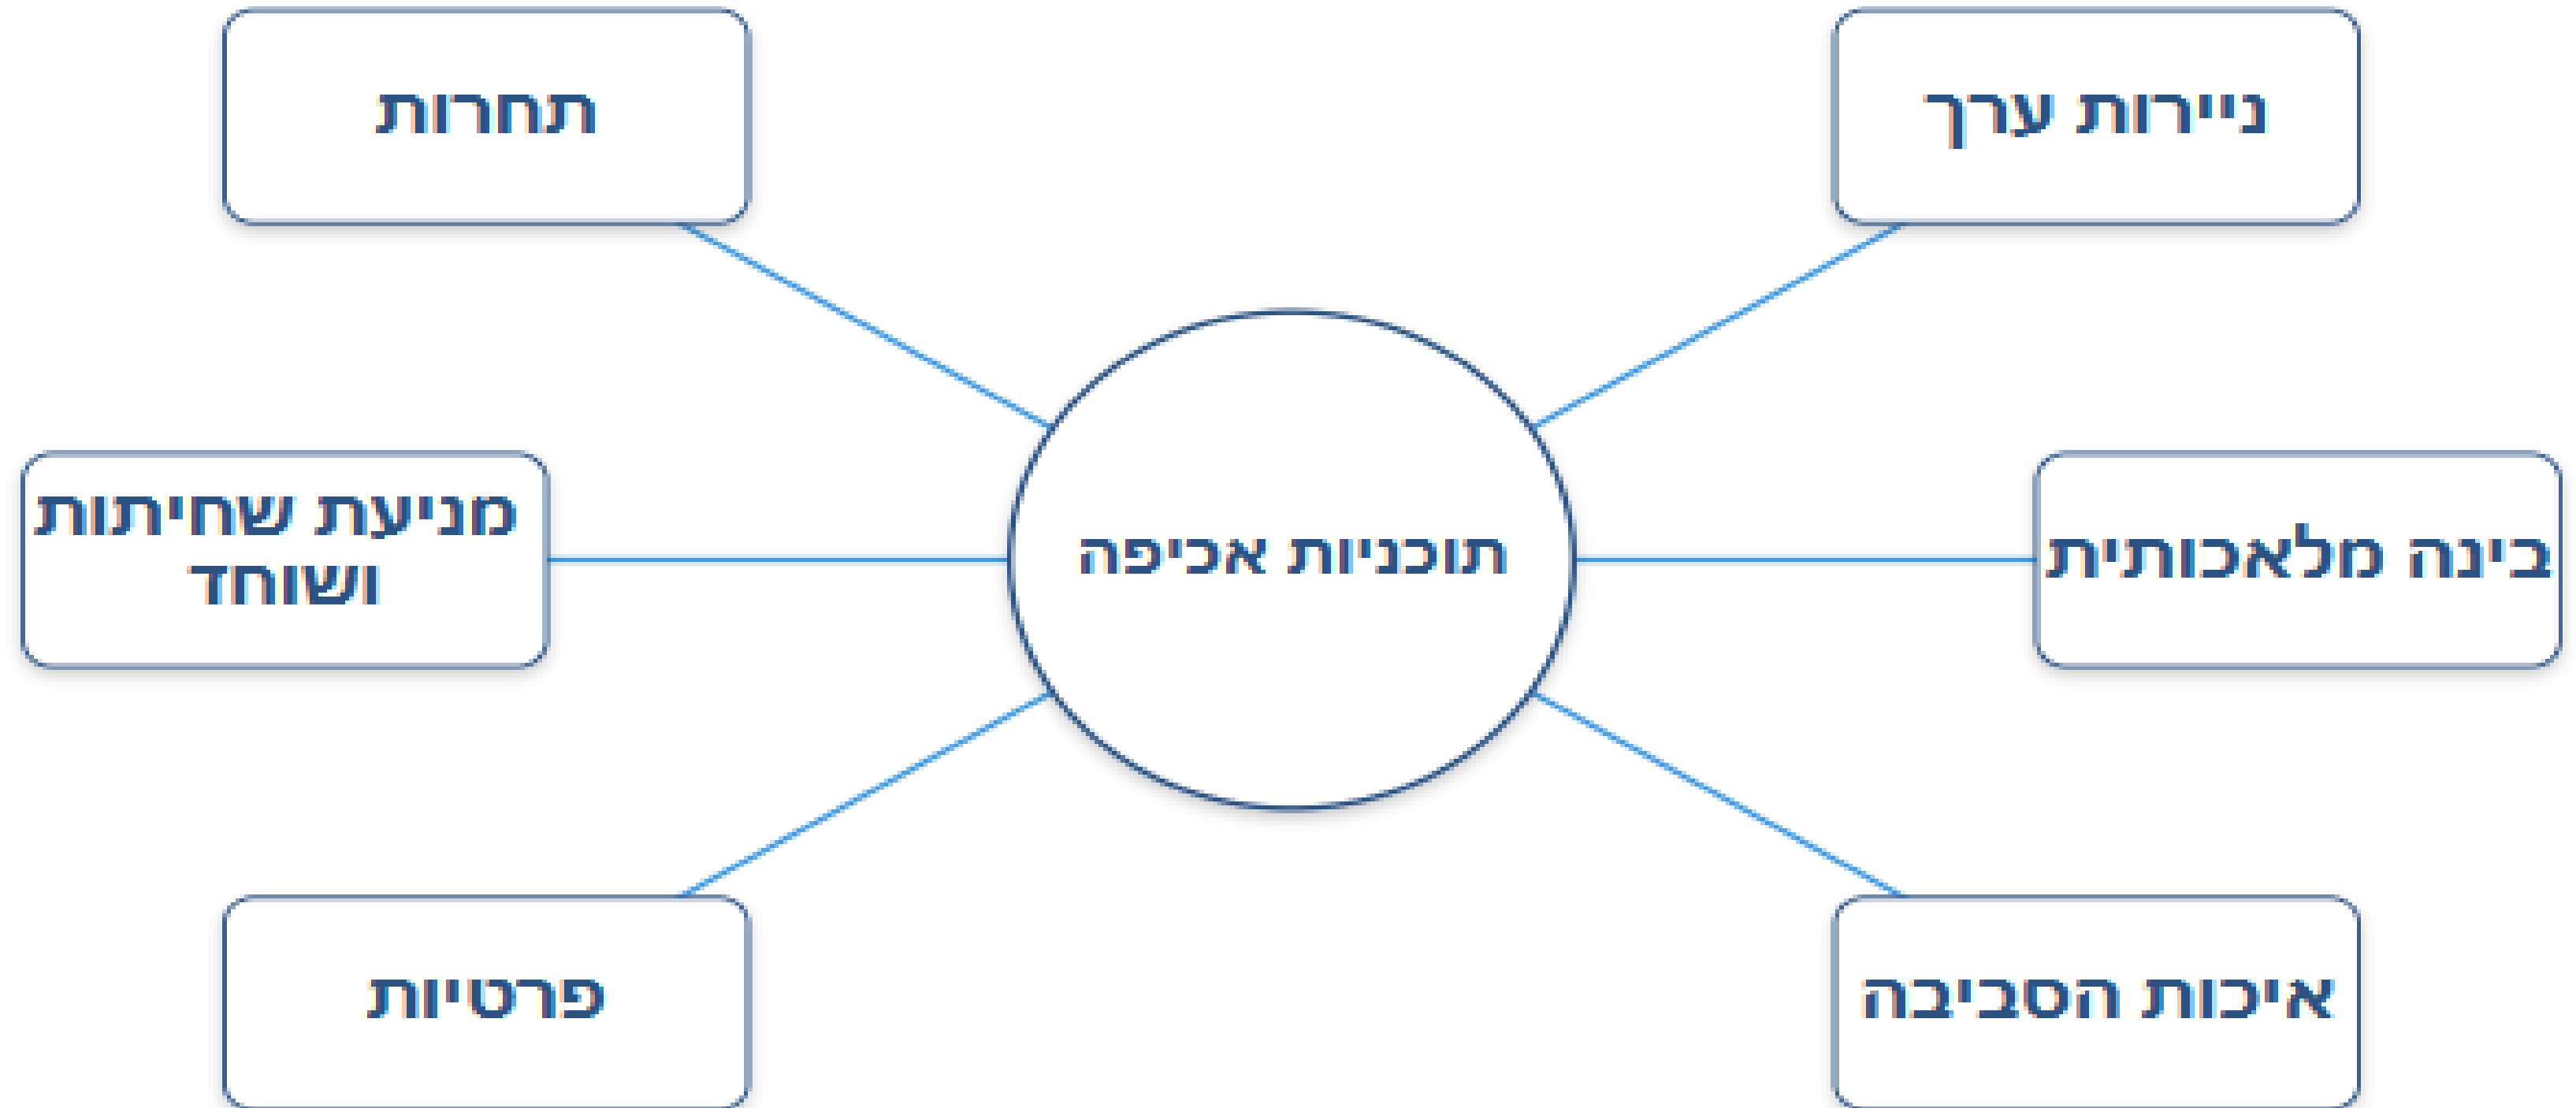 ניירות ערך
תחרות
בינה מלאכותית
תוכניות אכיפה
מניעת שחיתות
ושוחד
איכות הסביבה
פרטיות